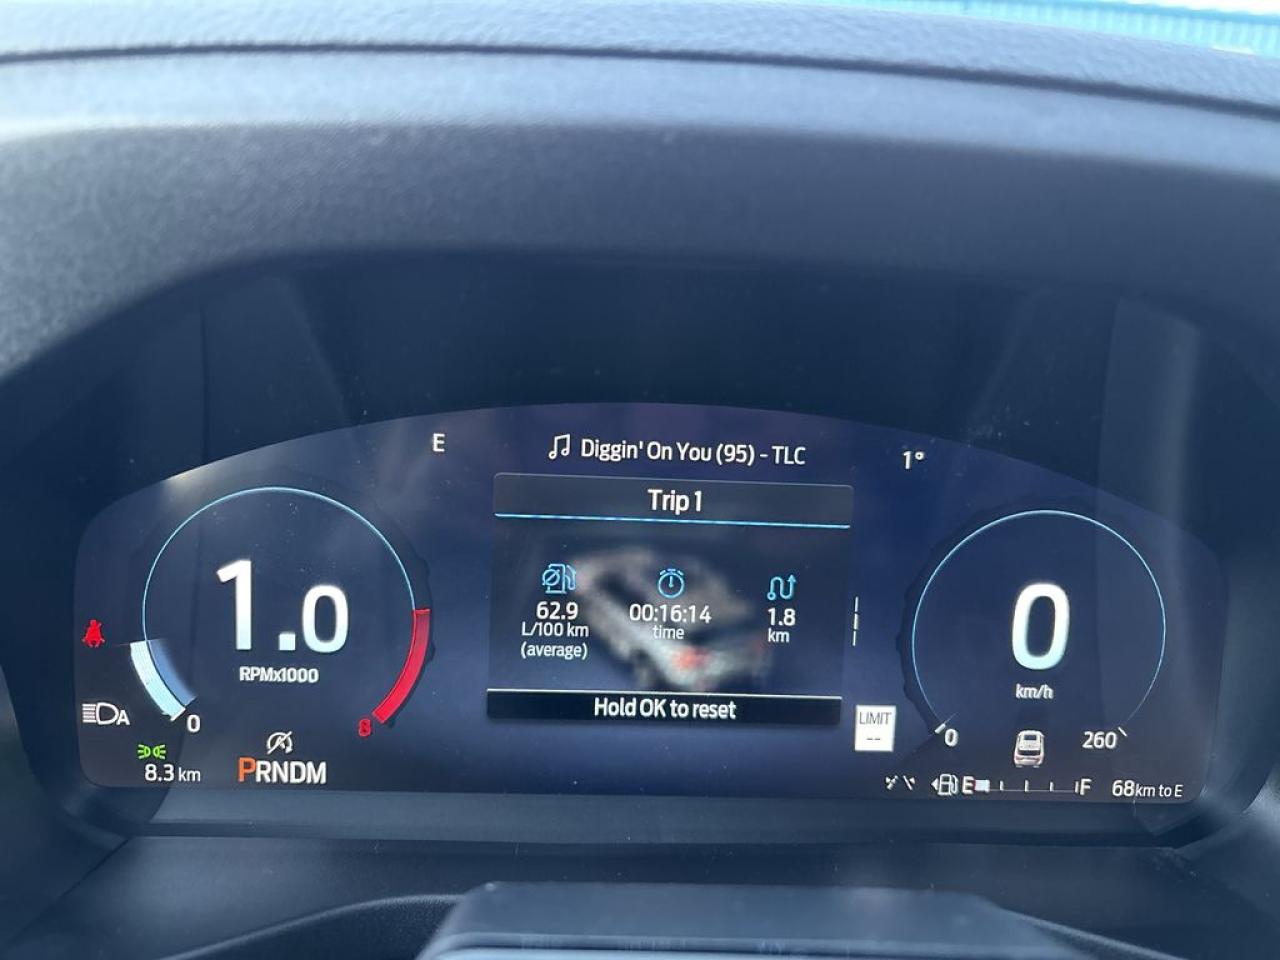 E
Diggin' On You (95) - TLC
1°
Trip 1
62.9
L/100 km
(average)
00:16:14
time
1.8
km
Hold OK to reset
1.0
RPMx1000
0
8
A
8.3 km
PRNDM
LIMIT
--
0
km/h
0
260
E
F
68 km to E